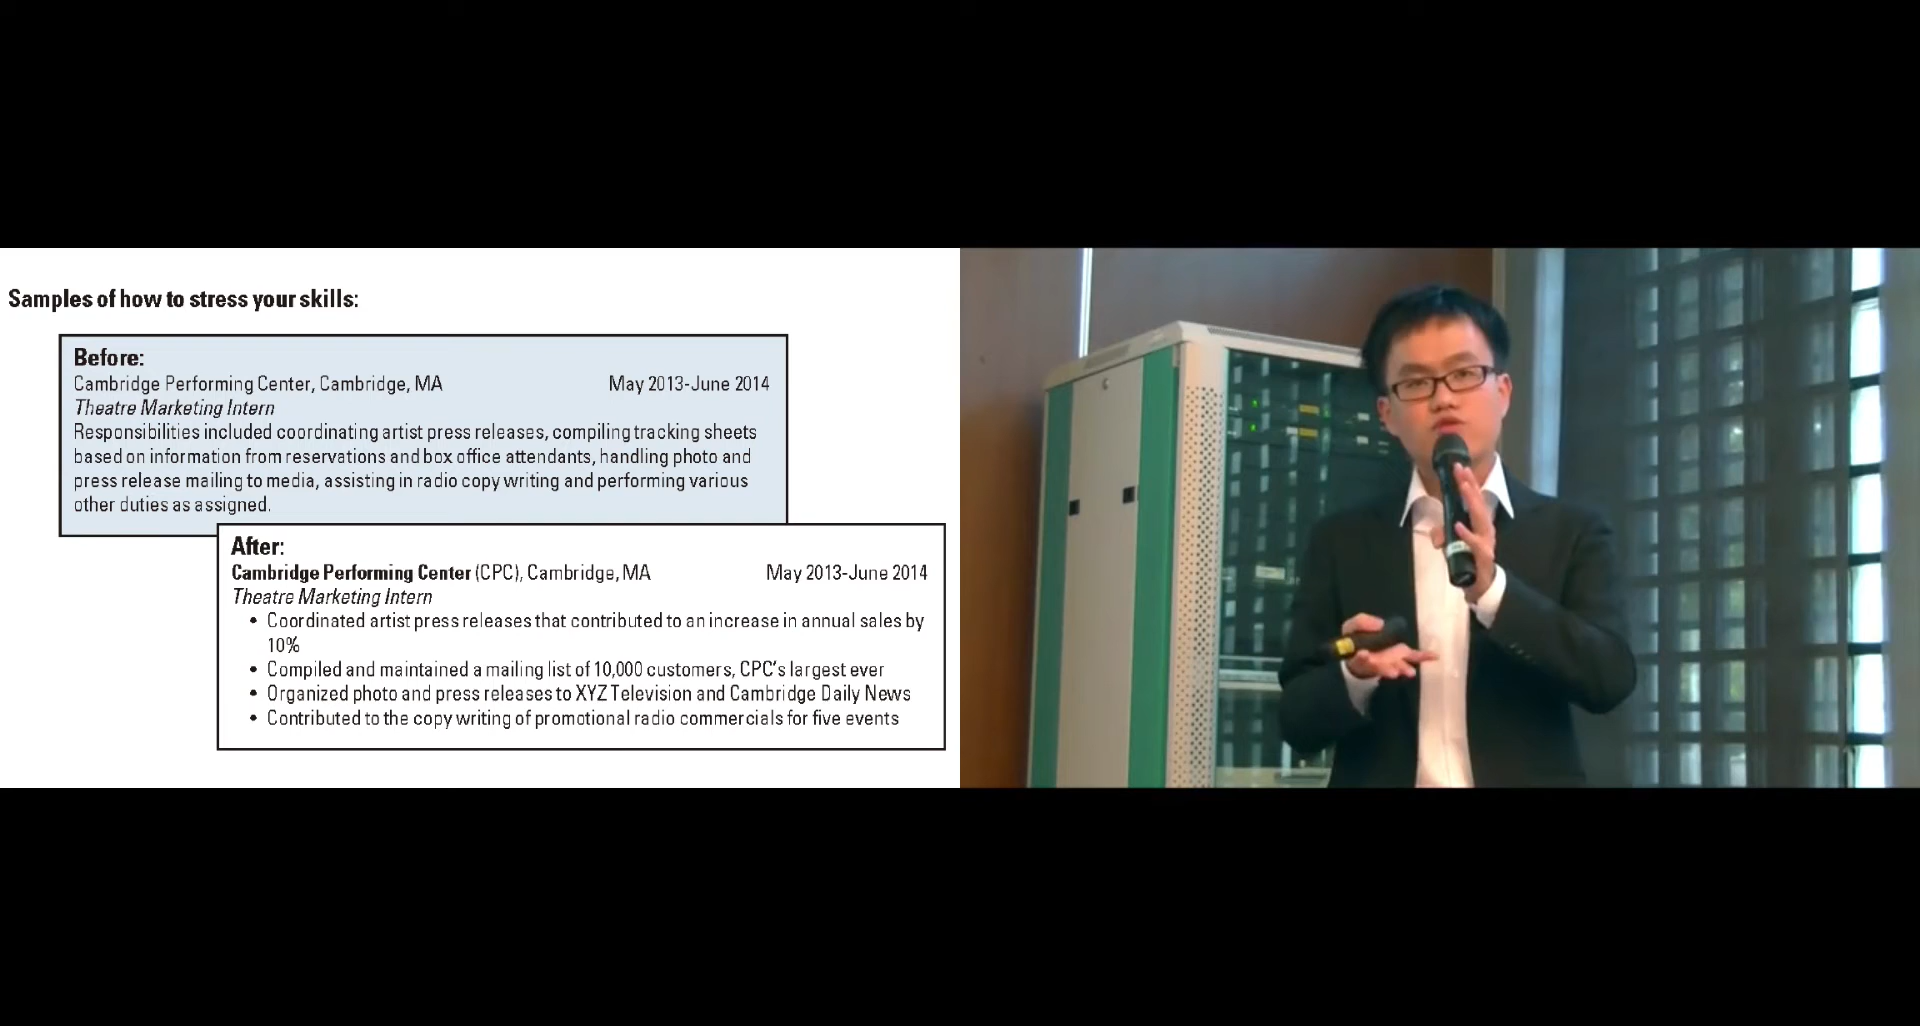 Samples of how to stress your skills:
Before:
Cambridge Performing Center, Cambridge, MA May 2013-June 2014
Theatre Marketing Intern
Responsibilities included coordinating artist press releases, compiling tracking sheets
based on information from reservations and box office attendants, handling photo and
press release mailing to media, assisting in radio copy writing and performing various
other duties as assigned.
After:
Cambridge Performing Center (CPC), Cambridge, MA May 2013-June 2014
Theatre Marketing Intern
• Coordinated artist press releases that contributed to an increase in annual sales by
10%
• Compiled and maintained a mailing list of 10,000 customers, CPC's largest ever
• Organized photo and press releases to XYZ Television and Cambridge Daily News
• Contributed to the copy writing of promotional radio commercials for five events